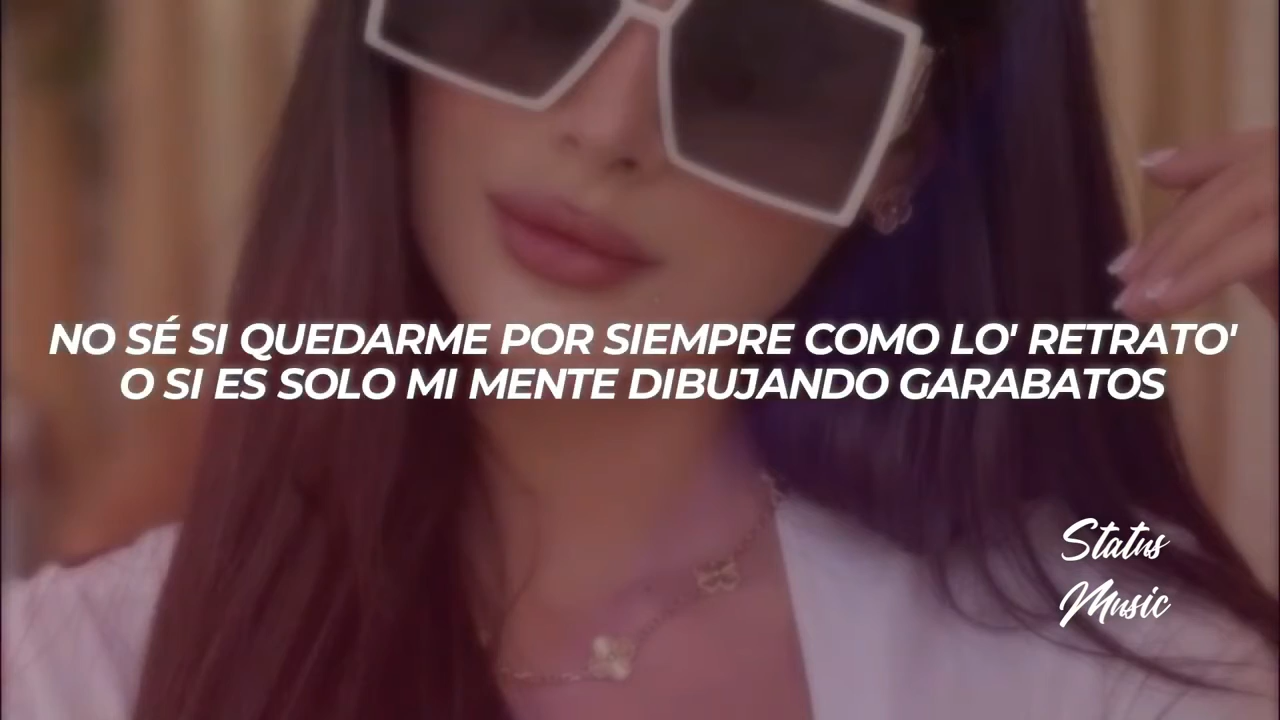 NO SÉ SI QUEDARME POR SIEMPRE COMO LO' RETRATO'
O SI ES SOLO MI MENTE DIBUJANDO GARABATOS
Status
Music